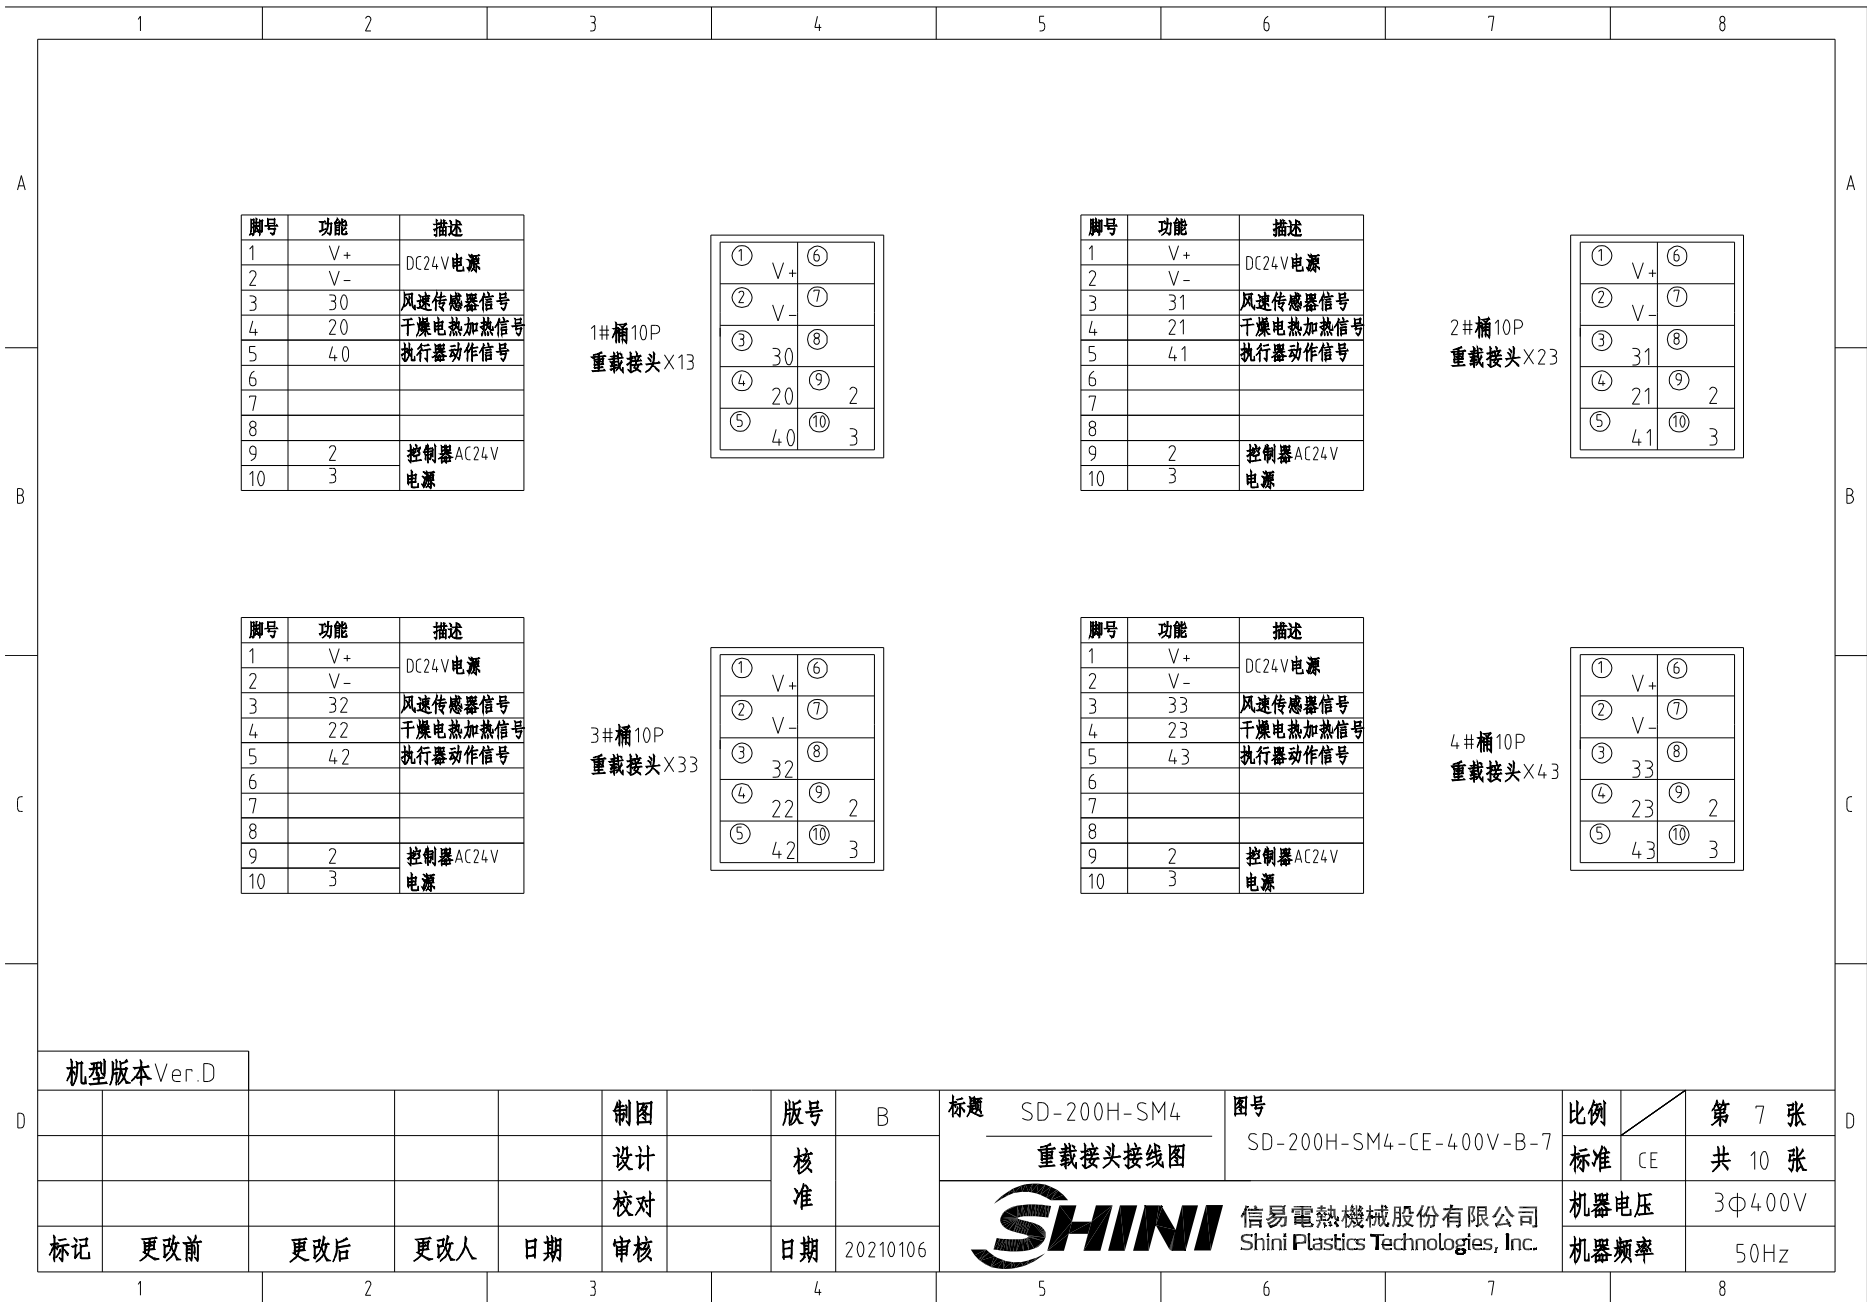 1 2 3 4 5 6 7 8
A A
脚号 功能 描述
1 V+ DC24V电源
2 V-
3 30 风速传感器信号
4 20 干燥电热加热信号
5 40 执行器动作信号
6
7
8
9 2 控制器AC24V
10 3 电源
1#桶10P
重载接头X13
① V+ ⑥
② V- ⑦
③ 30 ⑧
④ 20 ⑨ 2
⑤ 40 ⑩ 3
脚号 功能 描述
1 V+ DC24V电源
2 V-
3 31 风速传感器信号
4 21 干燥电热加热信号
5 41 执行器动作信号
6
7
8
9 2 控制器AC24V
10 3 电源
2#桶10P
重载接头X23
① V+ ⑥
② V- ⑦
③ 31 ⑧
④ 21 ⑨ 2
⑤ 41 ⑩ 3
B B
脚号 功能 描述
1 V+ DC24V电源
2 V-
3 32 风速传感器信号
4 22 干燥电热加热信号
5 42 执行器动作信号
6
7
8
9 2 控制器AC24V
10 3 电源
3#桶10P
重载接头X33
① V+ ⑥
② V- ⑦
③ 32 ⑧
④ 22 ⑨ 2
⑤ 42 ⑩ 3
脚号 功能 描述
1 V+ DC24V电源
2 V-
3 33 风速传感器信号
4 23 干燥电热加热信号
5 43 执行器动作信号
6
7
8
9 2 控制器AC24V
10 3 电源
4#桶10P
重载接头X43
① V+ ⑥
② V- ⑦
③ 33 ⑧
④ 23 ⑨ 2
⑤ 43 ⑩ 3
C C
机型版本Ver.D
D D
制图 版号 B
设计 核准
校对
标记 更改前 更改后 更改人 日期 审核 日期 20210106
标题 SD-200H-SM4
重载接头接线图
图号
SD-200H-SM4-CE-400V-B-7
比例 第 7 张
标准 CE 共 10 张
机器电压 3Φ400V
机器频率 50Hz
SHINI
信易電熱機械股份有限公司
Shini Plastics Technologies, Inc.
1 2 3 4 5 6 7 8